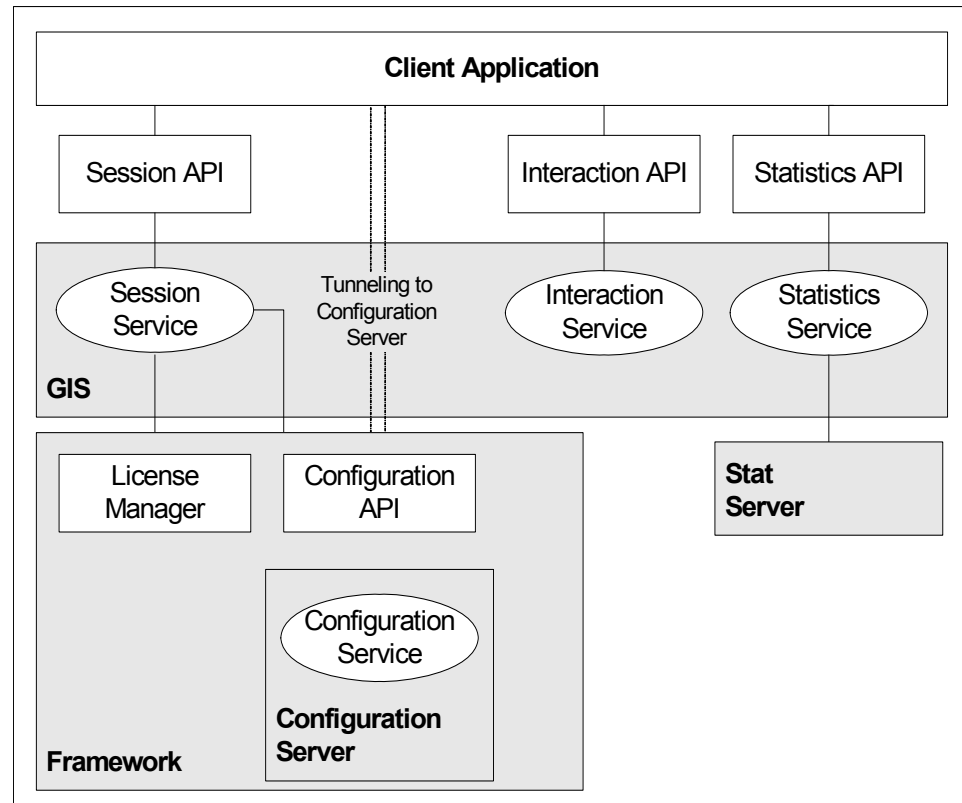 Client Application
Session API
Interaction API
Statistics API
Session
Service
Tunneling to
Configuration
Server
Interaction
Service
Statistics
Service
GIS
License
Manager
Configuration
API
Stat
Server
Configuration
Service
Configuration
Server
Framework